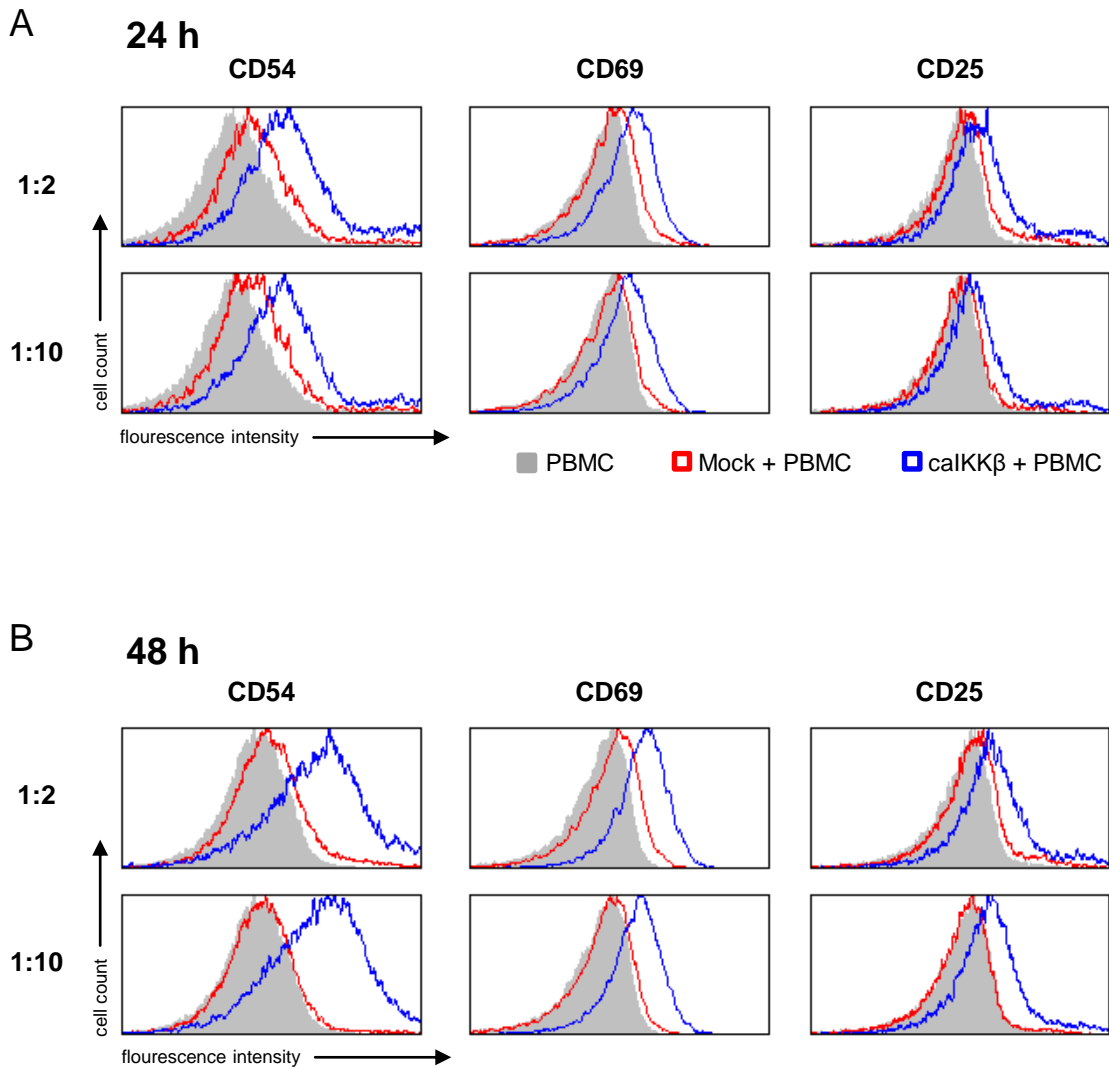 A
24 h
CD54 CD69 CD25
1:2
1:10
cell count
flourescence intensity
PBMC Mock + PBMC caIKKβ + PBMC
B
48 h
CD54 CD69 CD25
1:2
1:10
cell count
flourescence intensity